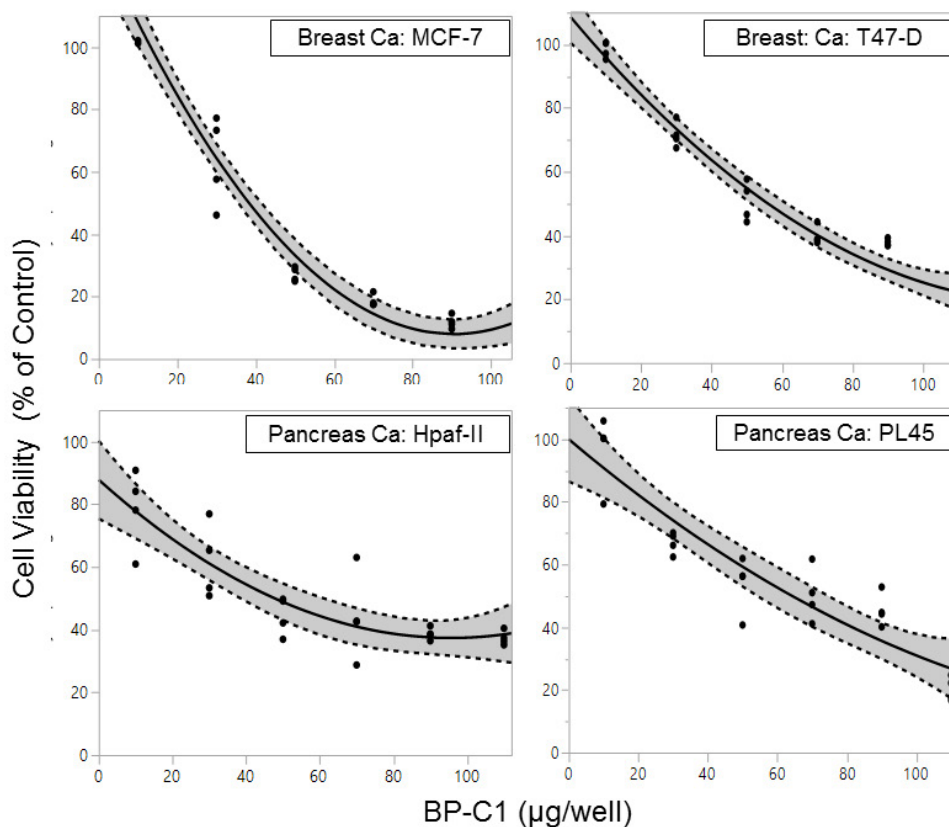 Breast Ca: MCF-7
100
80
60
40
20
0
0 20 40 60 80 100
Breast: Ca: T47-D
100
80
60
40
20
0
0 20 40 60 80 100
Cell Viability (% of Control)
Pancreas Ca: Hpaf-II
100
80
60
40
20
0
0 20 40 60 80 100
Pancreas Ca: PL45
100
80
60
40
20
0
0 20 40 60 80 100
BP-C1 (µg/well)